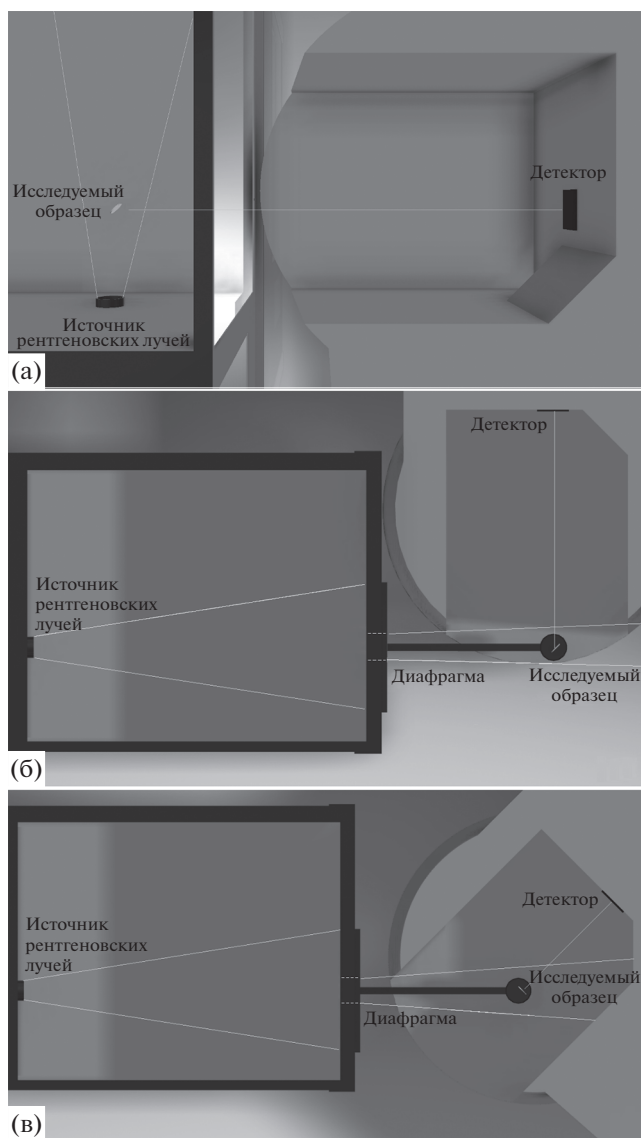 Исследуемый
образец
Детектор
Источник
рентгеновских лучей
(а)
Детектор
Источник
рентгеновских
лучей
Диафрагма
Исследуемый
образец
(б)
Детектор
Источник
рентгеновских
лучей
Исследуемый
образец
Диафрагма
(в)